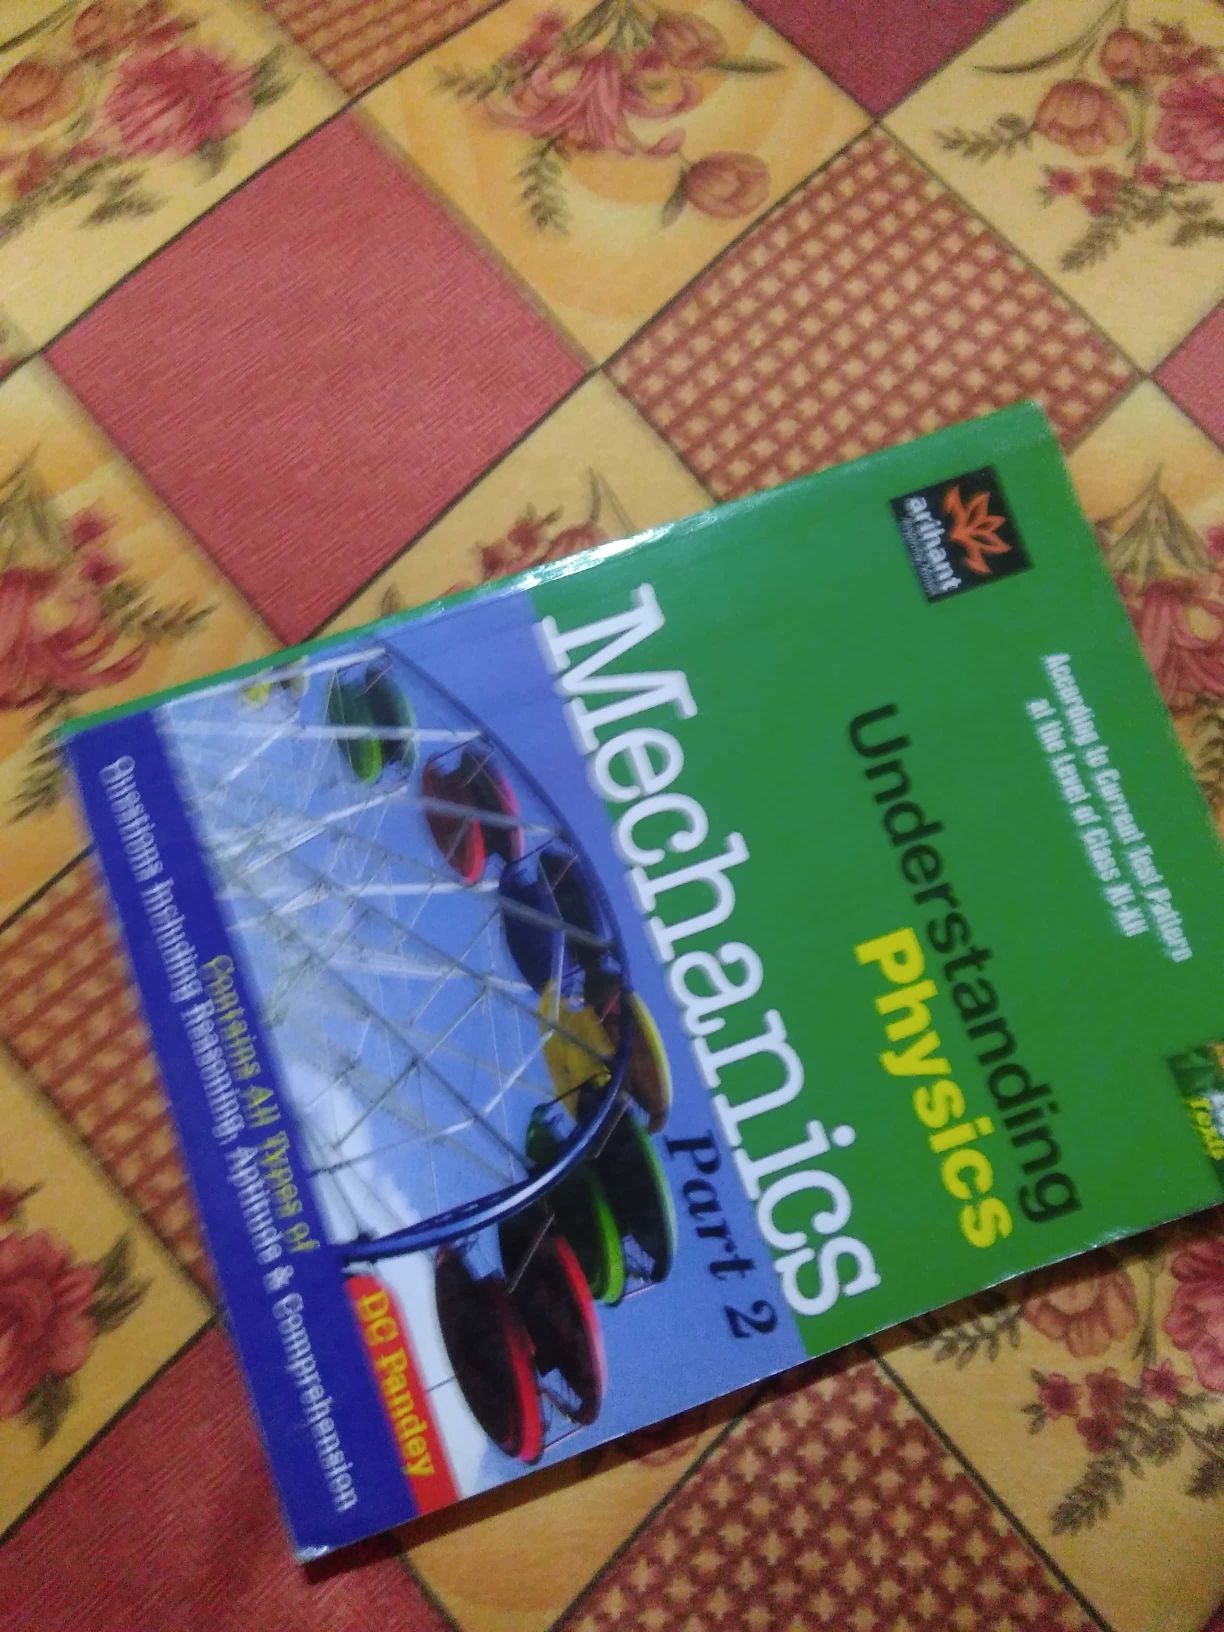 According to Current Test Pattern
at the Level of Class XI-XII
arihant
Understanding
Physics
Mechanics
Part 2
DC Pandey
Contains All Types of
Questions Including Reasoning, Aptitude & Comprehension